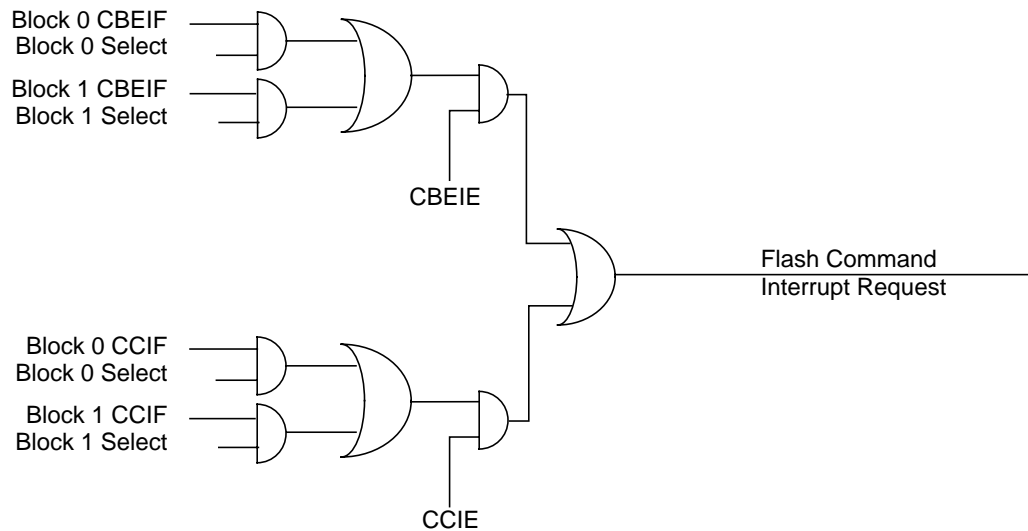 Block 0 CBEIF
Block 0 Select
Block 1 CBEIF
Block 1 Select
CBEIE
Flash Command
Interrupt Request
Block 0 CCIF
Block 0 Select
Block 1 CCIF
Block 1 Select
CCIE